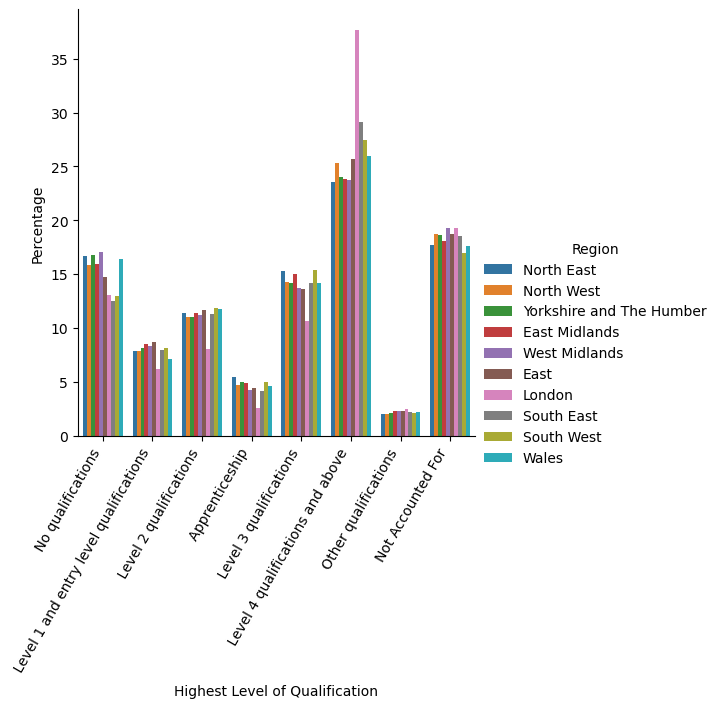 35
30
25
20
15
10
5
0
Percentage
No qualifications
Level 1 and entry level qualifications
Level 2 qualifications
Apprenticeship
Level 3 qualifications
Level 4 qualifications and above
Other qualifications
Not Accounted For
Highest Level of Qualification
Region
North East
North West
Yorkshire and The Humber
East Midlands
West Midlands
East
London
South East
South West
Wales